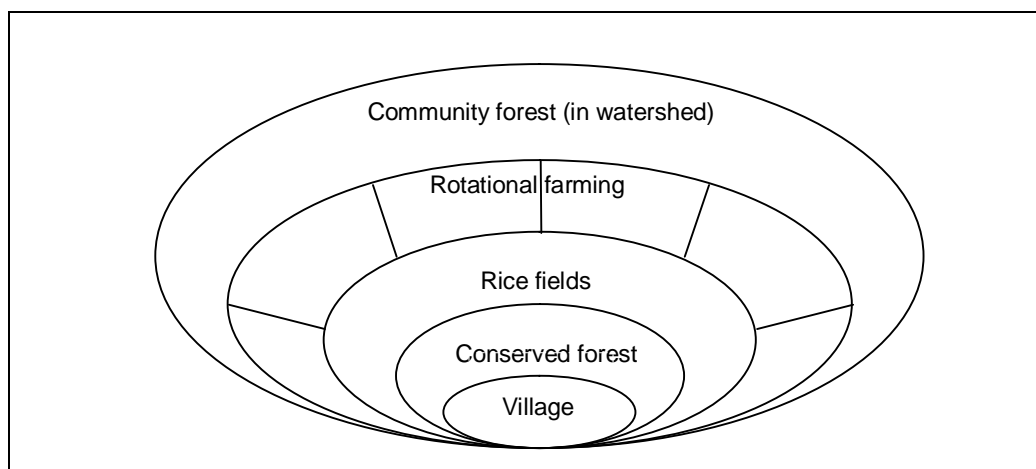 Community forest (in watershed)
Rotational farming
Rice fields
Conserved forest
Village